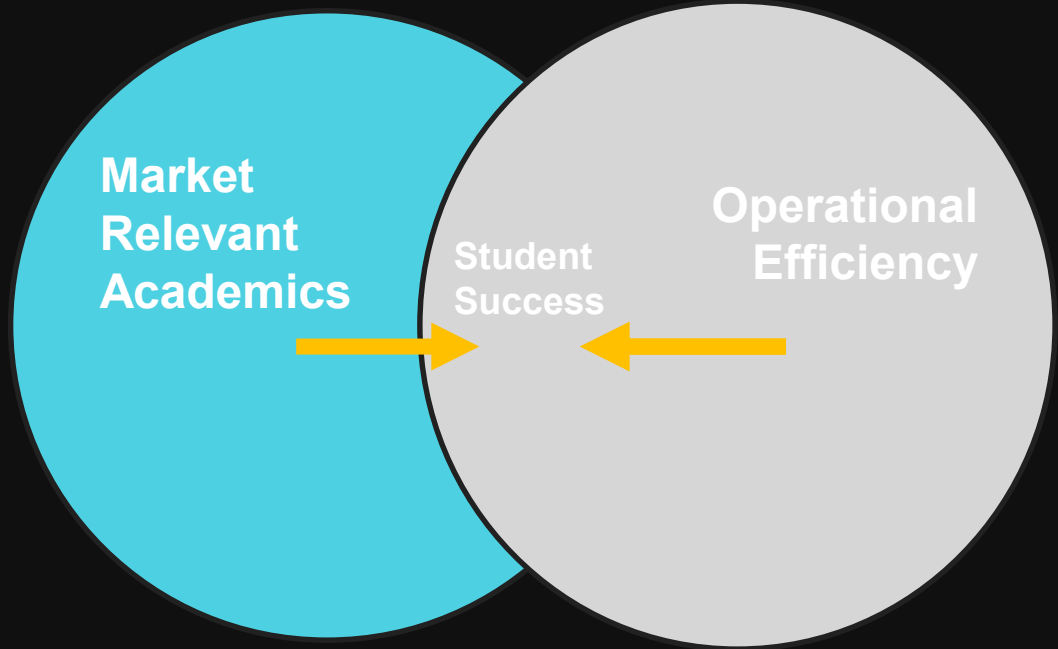 Market
Relevant
Academics
Student
Success
Operational
Efficiency